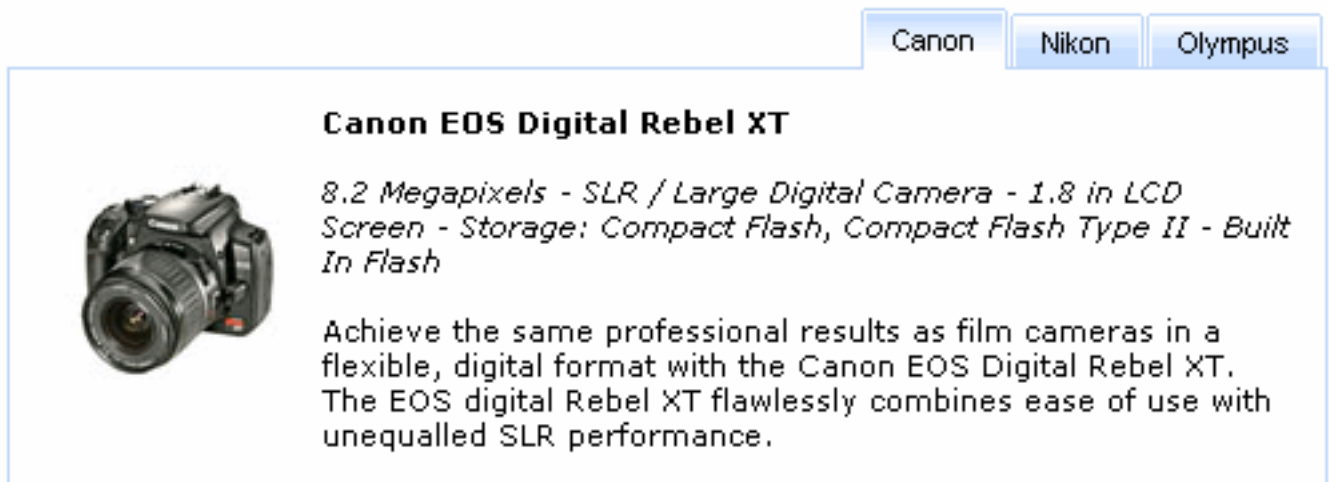 Canon Nikon Olympus
Canon EOS Digital Rebel XT
8.2 Megapixels - SLR / Large Digital Camera - 1.8 in LCD
Screen - Storage: Compact Flash, Compact Flash Type II - Built
In Flash
Achieve the same professional results as film cameras in a
flexible, digital format with the Canon EOS Digital Rebel XT.
The EOS digital Rebel XT flawlessly combines ease of use with
unequalled SLR performance.